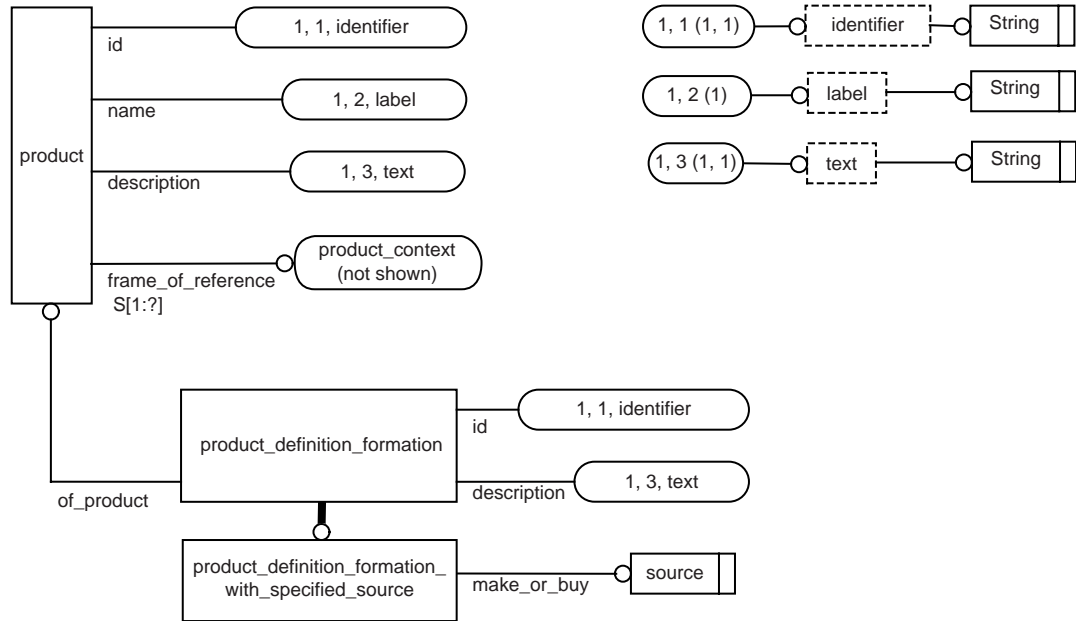 1, 1, identifier
id
1, 1 (1, 1)
identifier
String
1, 2, label
name
1, 2 (1)
label
String
product
1, 3, text
description
1, 3 (1, 1)
text
String
product_context
(not shown)
frame_of_reference
S[1:?]
product_definition_formation
1, 1, identifier
id
of_product
1, 3, text
description
product_definition_formation_
with_specified_source
make_or_buy
source